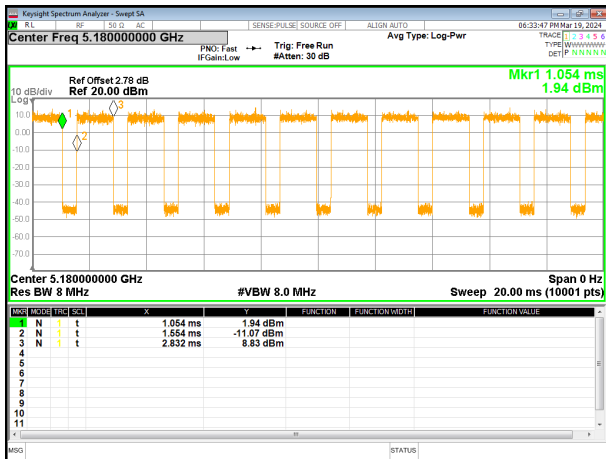 Keysight Spectrum Analyzer - Swept SA
RL RF 50 Ω AC SENSE:PULSE SOURCE OFF ALIGN AUTO 06:33:47 PM Mar 19, 2024
Center Freq 5.180000000 GHz PNO: Fast Trig: Free Run Avg Type: Log-Pwr TRACE 1 2 3 4 5 6
TYPE WWWWWW
IFGain:Low #Atten: 30 dB DET P N N N N N
Mkr1 1.054 ms
1.94 dBm
Ref Offset 2.78 dB
10 dB/div Ref 20.00 dBm
Log
10.0
0.00
-10.0
-20.0
-30.0
-40.0
-50.0
-60.0
-70.0
1
2
3
Center 5.180000000 GHz Span 0 Hz
Res BW 8 MHz #VBW 8.0 MHz Sweep 20.00 ms (10001 pts)
MKR MODE TRC SCL X Y FUNCTION FUNCTION WIDTH FUNCTION VALUE
1 N 1 t 1.054 ms 1.94 dBm
2 N 1 t 1.554 ms -11.07 dBm
3 N 1 t 2.832 ms 8.83 dBm
4
5
6
7
8
9
10
11
MSG STATUS